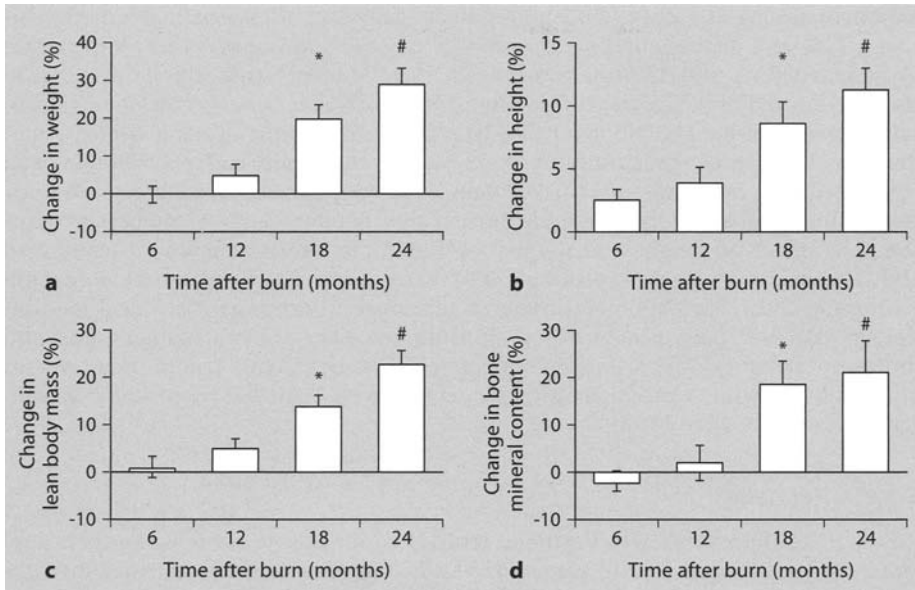 Change in weight (%)
40
30
20
10
0
-10
*
#
6 12 18 24
Time after burn (months)
a
Change in height (%)
15
10
5
0
*
#
6 12 18 24
Time after burn (months)
b
Change in
lean body mass (%)
30
20
10
0
-10
*
#
6 12 18 24
Time after burn (months)
c
Change in bone
mineral content (%)
30
20
10
0
-10
*
#
6 12 18 24
Time after burn (months)
d